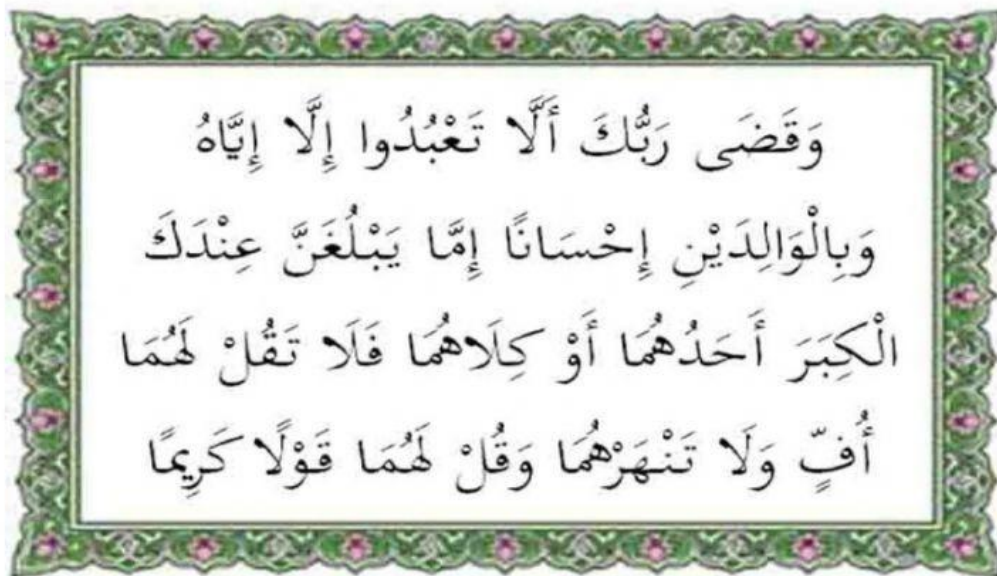 وَقَضَى رَبُّكَ أَلَّا تَعْبُدُوا إِلَّا إِيَّاهُ
وَبِالْوَالِدَيْنِ إِحْسَانًا إِمَّا يَبْلُغَنَّ عِنْدَكَ
الْكِبَرَ أَحَدُهُمَا أَوْ كِلَاهُمَا فَلَا تَقُلْ لَهُمَا
أُفٍّ وَلَا تَنْهَرْهُمَا وَقُلْ لَهُمَا قَوْلًا كَرِيمًا